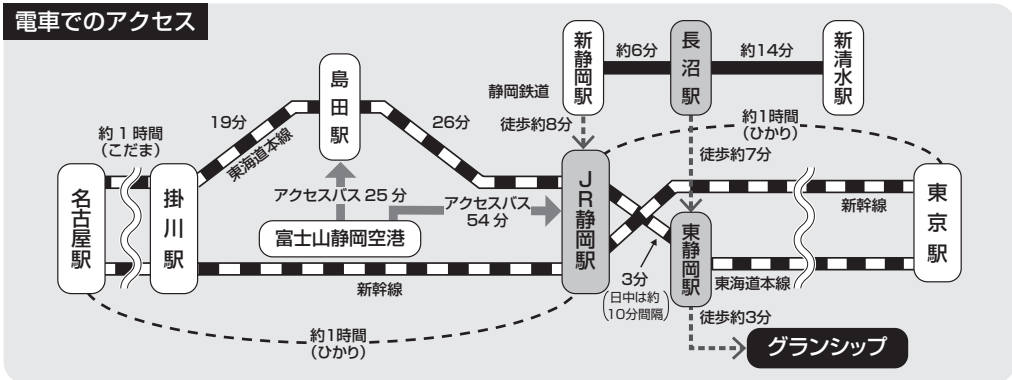 電車でのアクセス
新静岡駅
約6分
長沼駅
約14分
新清水駅
静岡鉄道
徒歩約8分
徒歩約7分
島田駅
19分
東海道本線
26分
約1時間
(こだま)
約1時間
(ひかり)
名古屋駅
掛川駅
アクセスバス 25 分
アクセスバス
54 分
富士山静岡空港
JR静岡駅
新幹線
東静岡駅
3分
(日中は約
10分間隔)
新幹線
東海道本線
東京駅
約1時間
(ひかり)
徒歩約3分
グランシップ